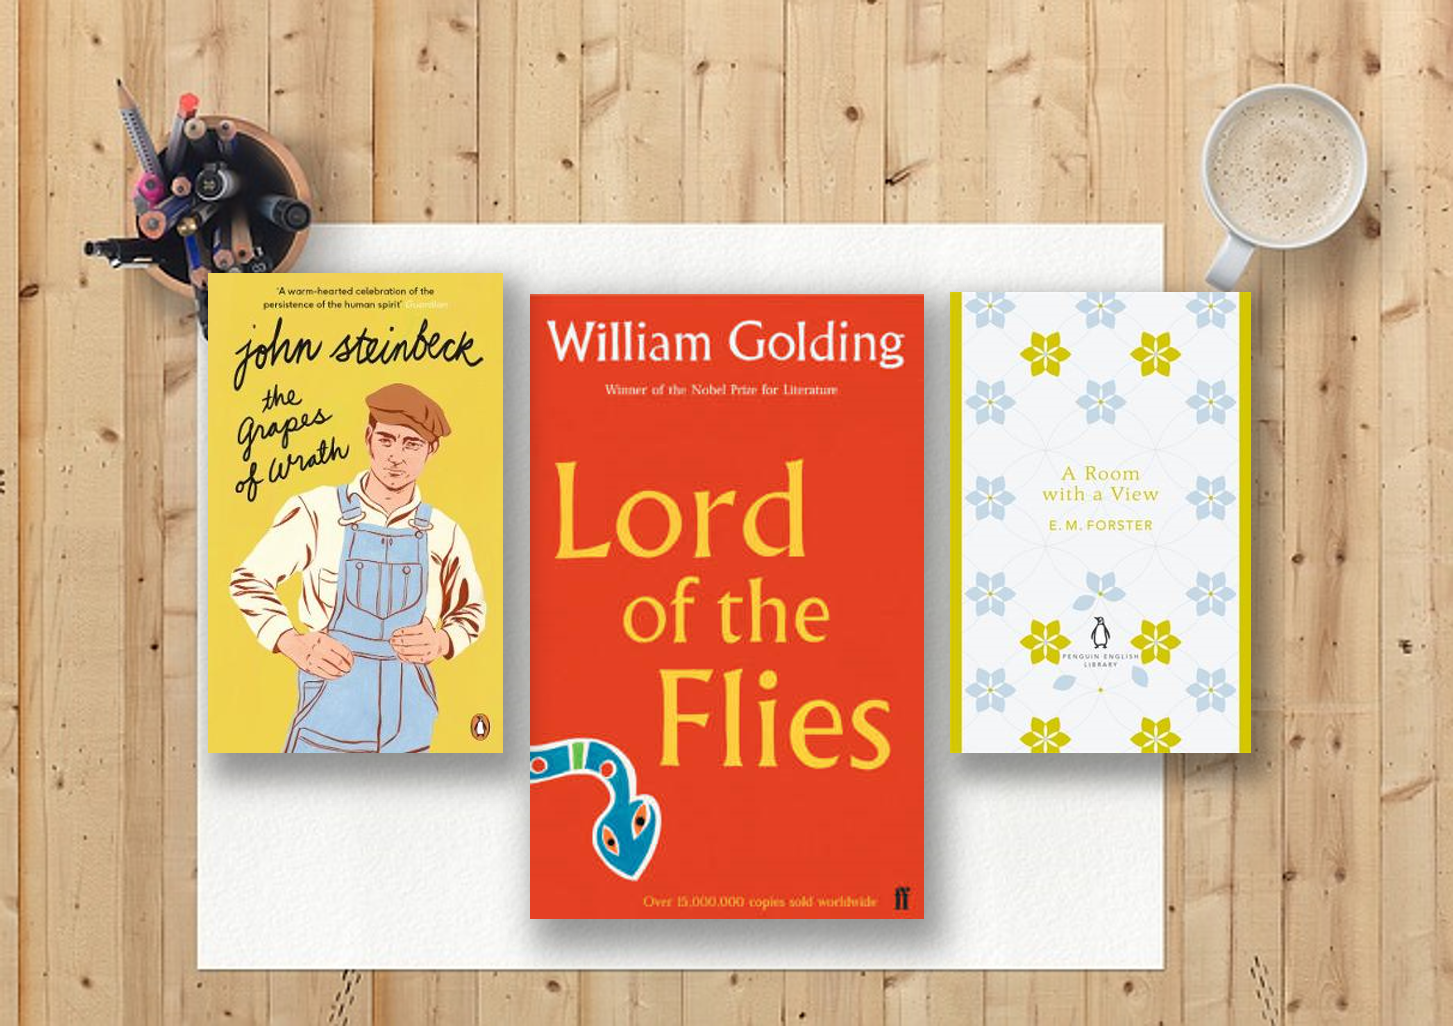 'A warm-hearted celebration of the
persistence of the human spirit' Guardian
john steinbeck
the
Grapes
of Wrath
William Golding
Winner of the Nobel Prize for Literature
Lord
of the
Flies
Over 15,000,000 copies sold worldwide
ff
A Room
with a View
E. M. FORSTER
PENGUIN ENGLISH
LIBRARY